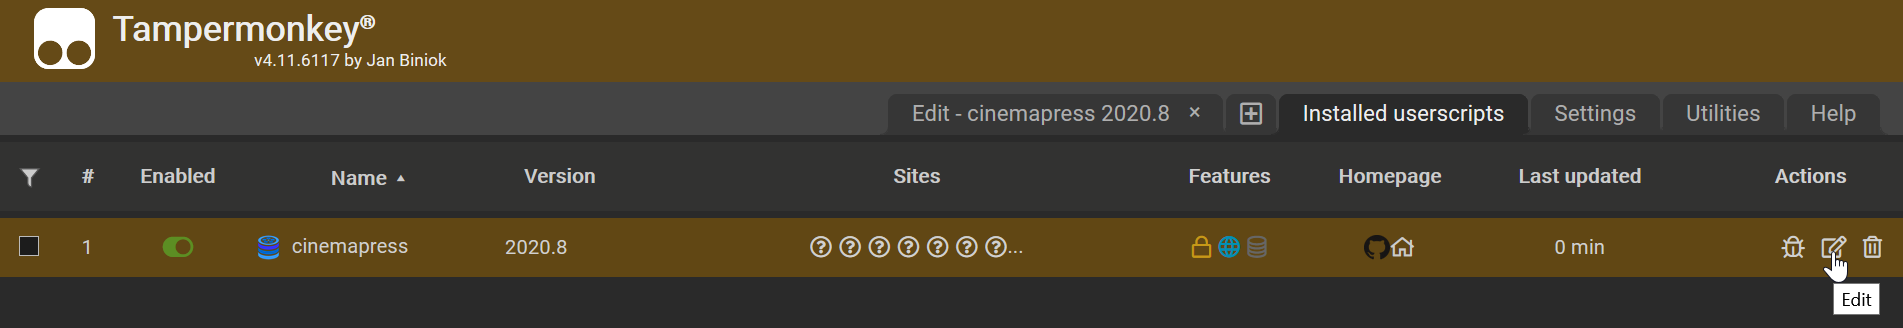 Tampermonkey®
v4.11.6117 by Jan Biniok
Edit - cinemapress 2020.8 × Installed userscripts Settings Utilities Help
# Enabled Name Version Sites Features Homepage Last updated Actions
1 cinemapress 2020.8 ... 0 min
Edit